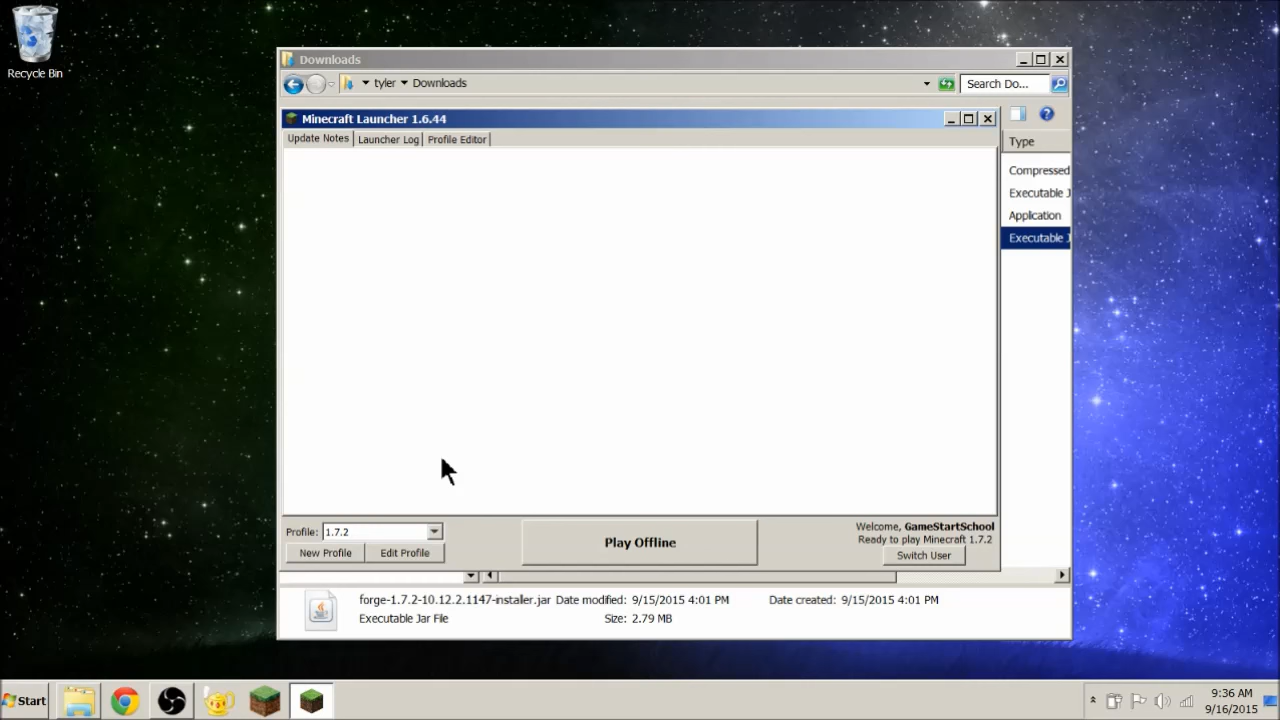 Recycle Bin
Downloads
tyler Downloads
Search Do...
Minecraft Launcher 1.6.44
Update Notes
Launcher Log
Profile Editor
Type
Compressed
Executable J
Application
Executable J
Profile: 1.7.2
New Profile
Edit Profile
Play Offline
Welcome, GameStartSchool
Ready to play Minecraft 1.7.2
Switch User
forge-1.7.2-10.12.2.1147-installer.jar Date modified: 9/15/2015 4:01 PM Date created: 9/15/2015 4:01 PM
Executable Jar File Size: 2.79 MB
Start
9:36 AM
9/16/2015